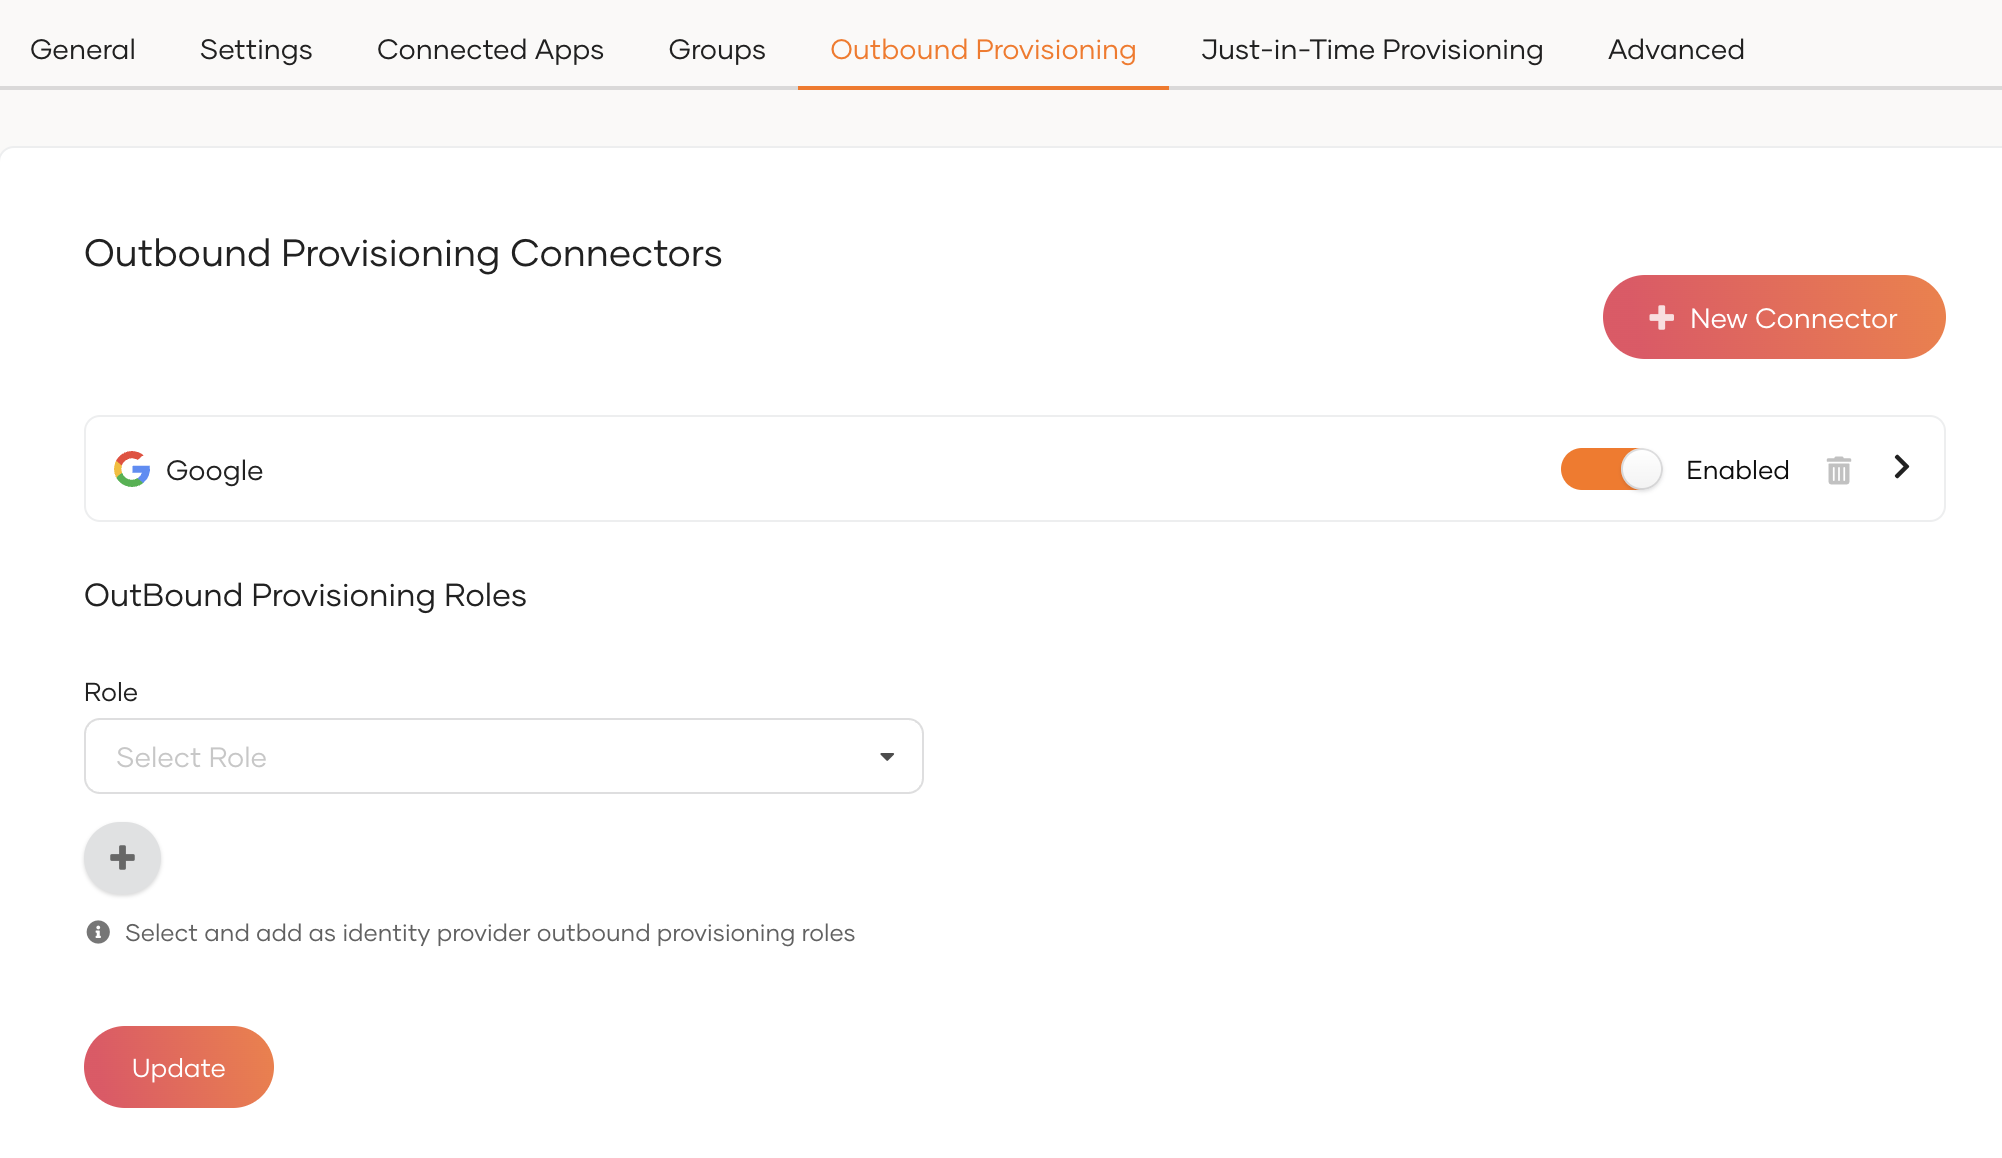 General Settings Connected Apps Groups Outbound Provisioning Just-in-Time Provisioning Advanced
Outbound Provisioning Connectors
New Connector
Google Enabled
OutBound Provisioning Roles
Role
Select Role
Select and add as identity provider outbound provisioning roles
Update